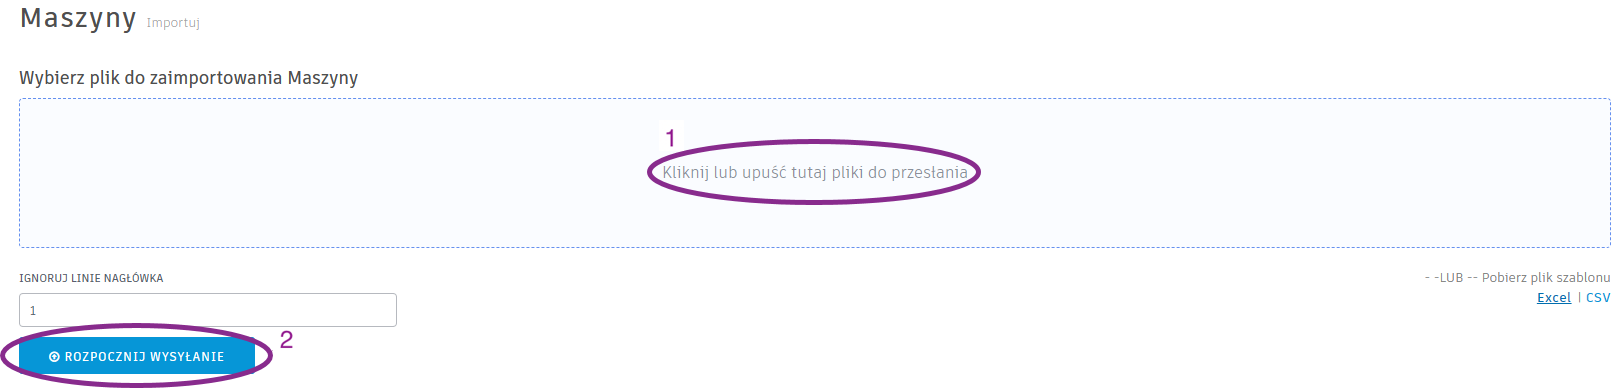 Maszyny Importuj
Wybierz plik do zaimportowania Maszyny
1
Kliknij lub upuść tutaj pliki do przesłania
IGNORUJ LINIE NAGŁÓWKA
- -LUB -- Pobierz plik szablonu
Excel | CSV
1
2
ROZPOCZNIJ WYSYŁANIE